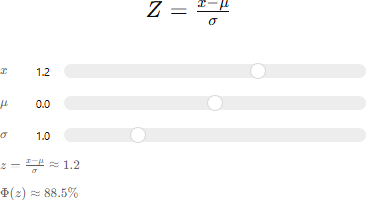 Z = x−μ/σ
x 1.2
μ 0.0
σ 1.0
z = x−μ/σ ≈ 1.2
Φ(z) ≈ 88.5%